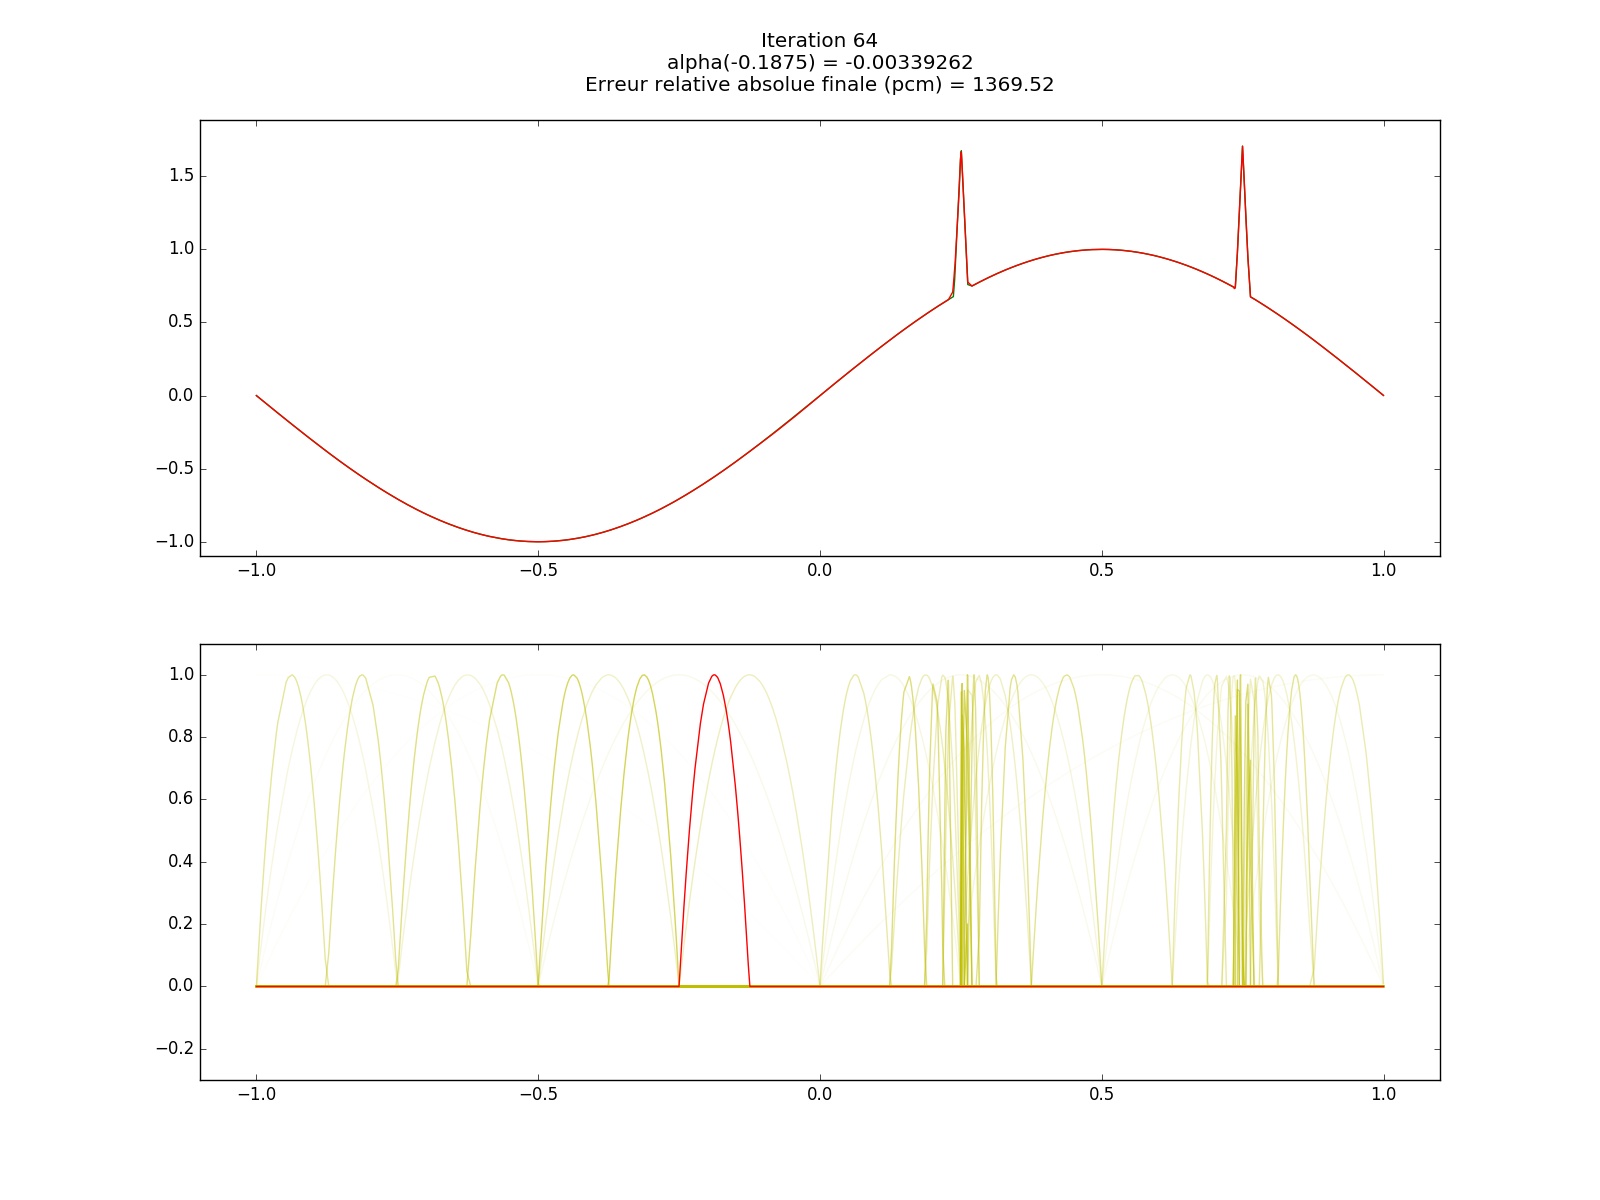 Iteration 64
alpha(-0.1875) = -0.00339262
Erreur relative absolue finale (pcm) = 1369.52
1.5
1.0
0.5
0.0
−0.5
−1.0
−1.0 −0.5 0.0 0.5 1.0
1.0
0.8
0.6
0.4
0.2
0.0
−0.2
−1.0 −0.5 0.0 0.5 1.0